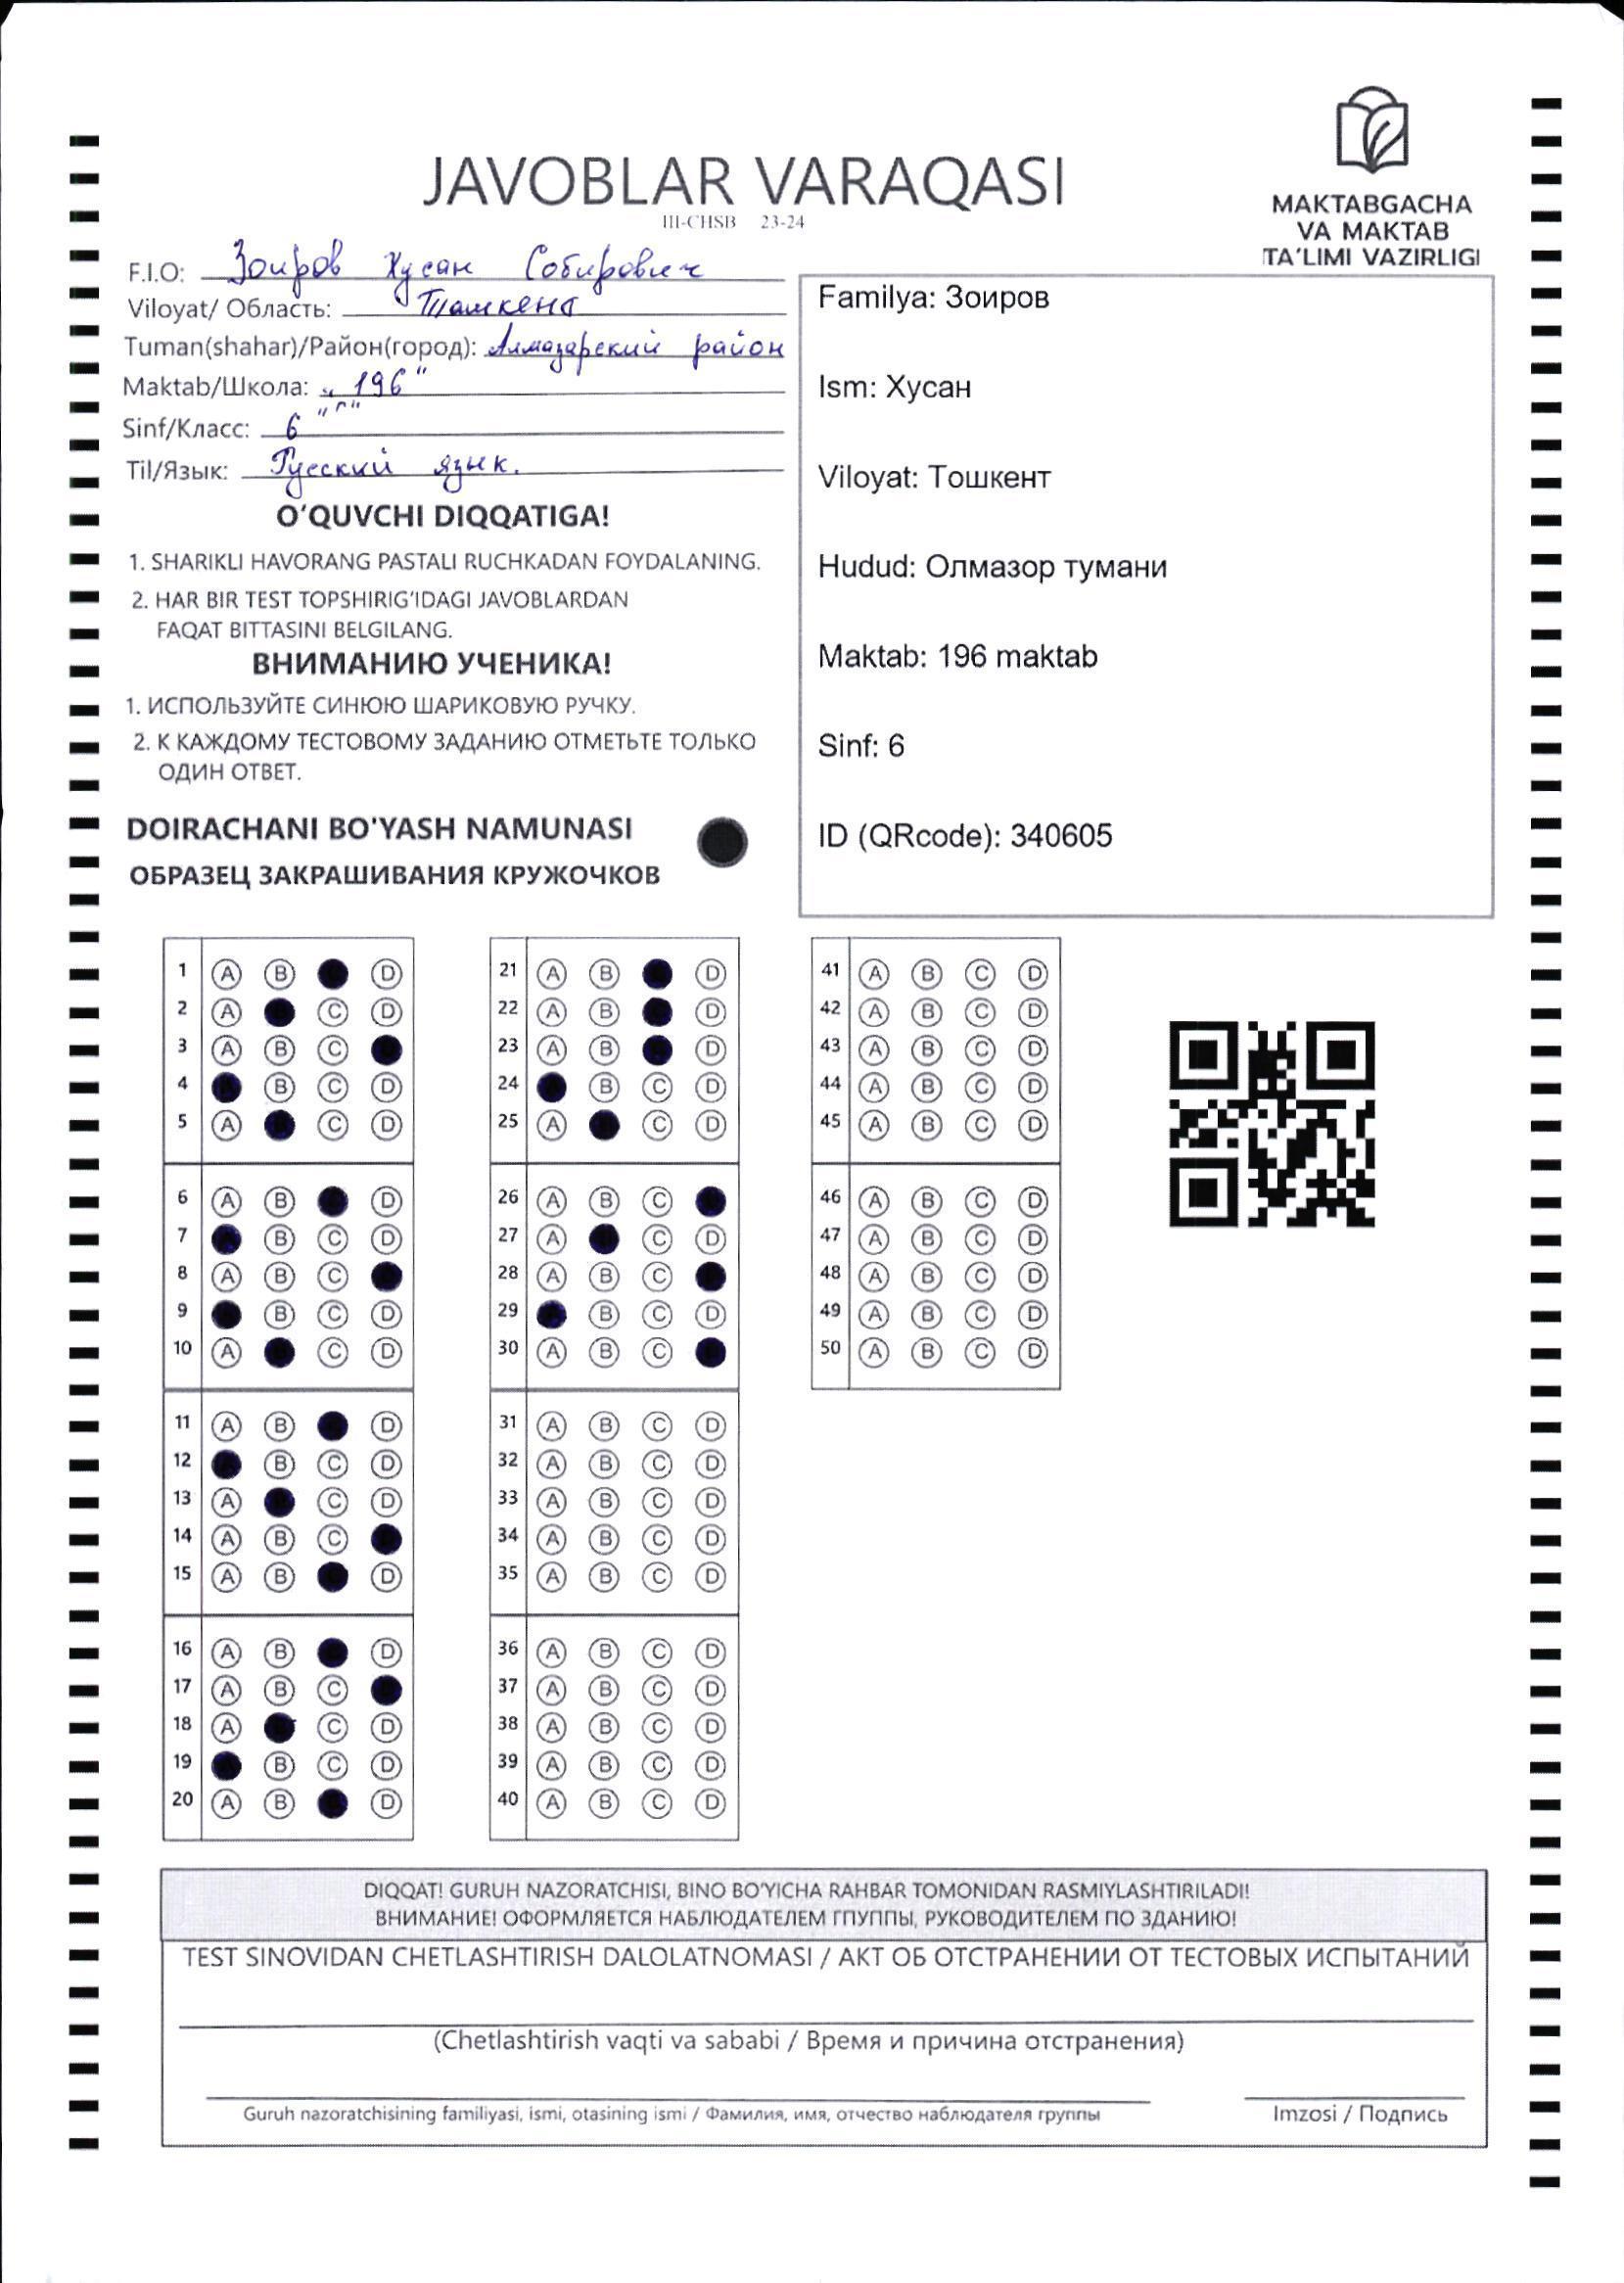 JAVOBLAR VARAQASI
III-CHSB 23-24
MAKTABGACHA
VA MAKTAB
TA'LIMI VAZIRLIGI
F.I.O: Зоиров Хусан Собирович
Viloyat/ Область: Ташкент
Tuman(shahar)/Район(город): Алмазарский район
Maktab/Школа: „196"
Sinf/Класс: 6 "г"
Til/Язык: Русский язык.
O'QUVCHI DIQQATIGA!
1. SHARIKLI HAVORANG PASTALI RUCHKADAN FOYDALANING.
2. HAR BIR TEST TOPSHIRIG'IDAGI JAVOBLARDAN
FAQAT BITTASINI BELGILANG.
ВНИМАНИЮ УЧЕНИКА!
1. ИСПОЛЬЗУЙТЕ СИНЮЮ ШАРИКОВУЮ РУЧКУ.
2. К КАЖДОМУ ТЕСТОВОМУ ЗАДАНИЮ ОТМЕТЬТЕ ТОЛЬКО
ОДИН ОТВЕТ.
DOIRACHANI BO'YASH NAMUNASI
ОБРАЗЕЦ ЗАКРАШИВАНИЯ КРУЖОЧКОВ
Familya: Зоиров
Ism: Хусан
Viloyat: Тошкент
Hudud: Олмазор тумани
Maktab: 196 maktab
Sinf: 6
ID (QRcode): 340605
1 A B D
2 A C D
3 A B C
4 B C D
5 A C D
6 A B D
7 B C D
8 A B C
9 B C D
10 A C D
11 A B D
12 B C D
13 A C D
14 A B C
15 A B D
16 A B D
17 A B C
18 A C D
19 B C D
20 A B D
21 A B D
22 A B D
23 A B D
24 B C D
25 A C D
26 A B C
27 A C D
28 A B C
29 B C D
30 A B C
31 A B C D
32 A B C D
33 A B C D
34 A B C D
35 A B C D
36 A B C D
37 A B C D
38 A B C D
39 A B C D
40 A B C D
41 A B C D
42 A B C D
43 A B C D
44 A B C D
45 A B C D
46 A B C D
47 A B C D
48 A B C D
49 A B C D
50 A B C D
DIQQAT! GURUH NAZORATCHISI, BINO BO'YICHA RAHBAR TOMONIDAN RASMIYLASHTIRILADI!
ВНИМАНИЕ! ОФОРМЛЯЕТСЯ НАБЛЮДАТЕЛЕМ ГПУППЫ, РУКОВОДИТЕЛЕМ ПО ЗДАНИЮ!
TEST SINOVIDAN CHETLASHTIRISH DALOLATNOMASI / АКТ ОБ ОТСТРАНЕНИИ ОТ ТЕСТОВЫХ ИСПЫТАНИЙ
(Chetlashtirish vaqti va sababi / Время и причина отстранения)
Guruh nazoratchisining familiyasi, ismi, otasining ismi / Фамилия, имя, отчество наблюдателя группы
Imzosi / Подпись